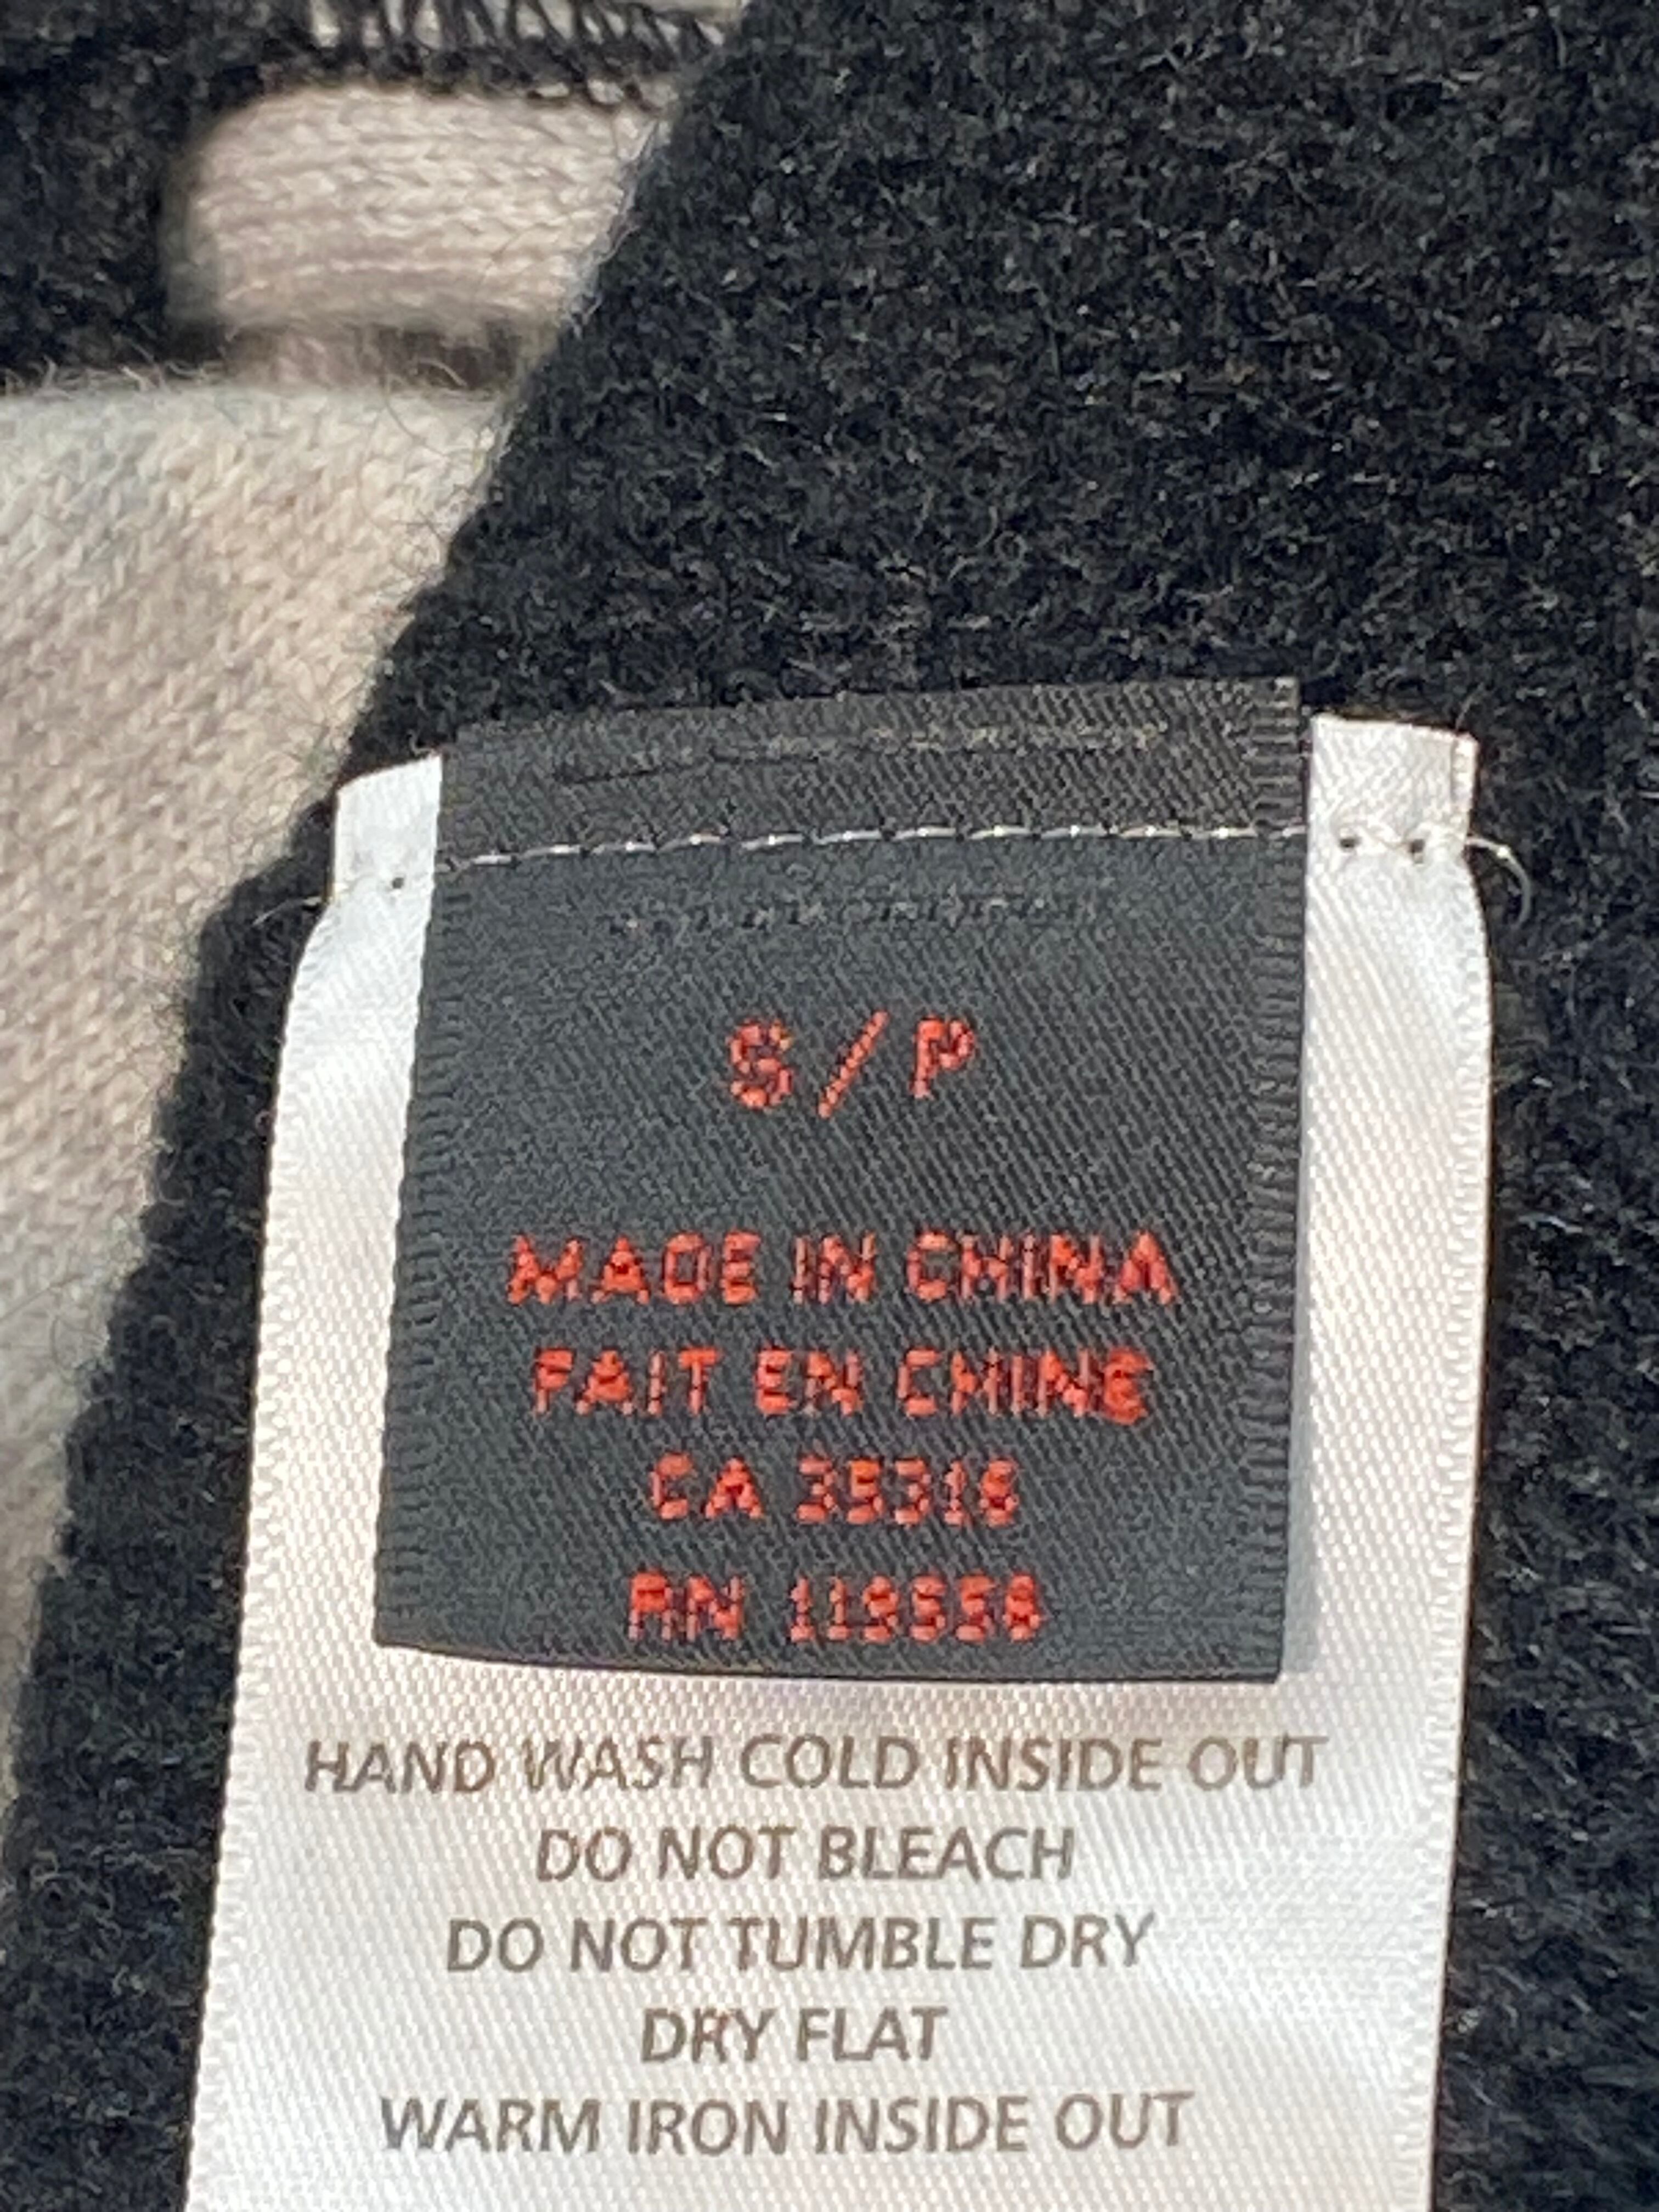 S/P
MADE IN CHINA
FAIT EN CHINE
CA 35316
RN 119558
HAND WASH COLD INSIDE OUT
DO NOT BLEACH
DO NOT TUMBLE DRY
DRY FLAT
WARM IRON INSIDE OUT